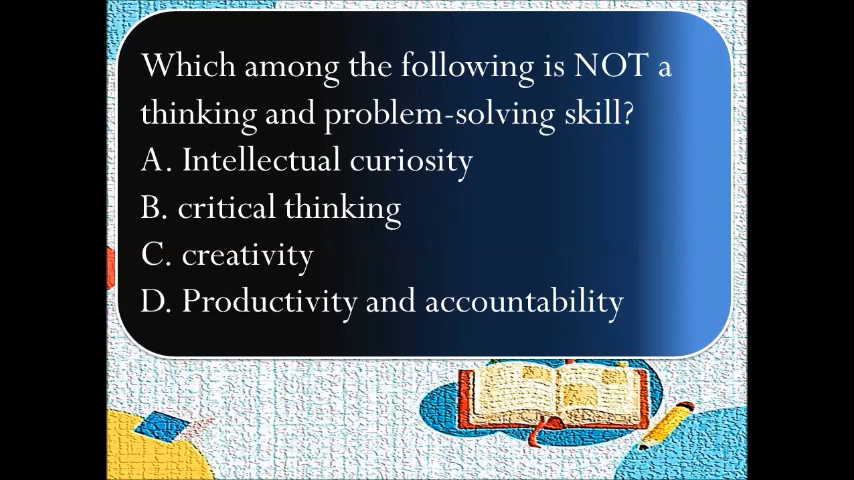 Which among the following is NOT a
thinking and problem-solving skill?
A. Intellectual curiosity
B. critical thinking
C. creativity
D. Productivity and accountability